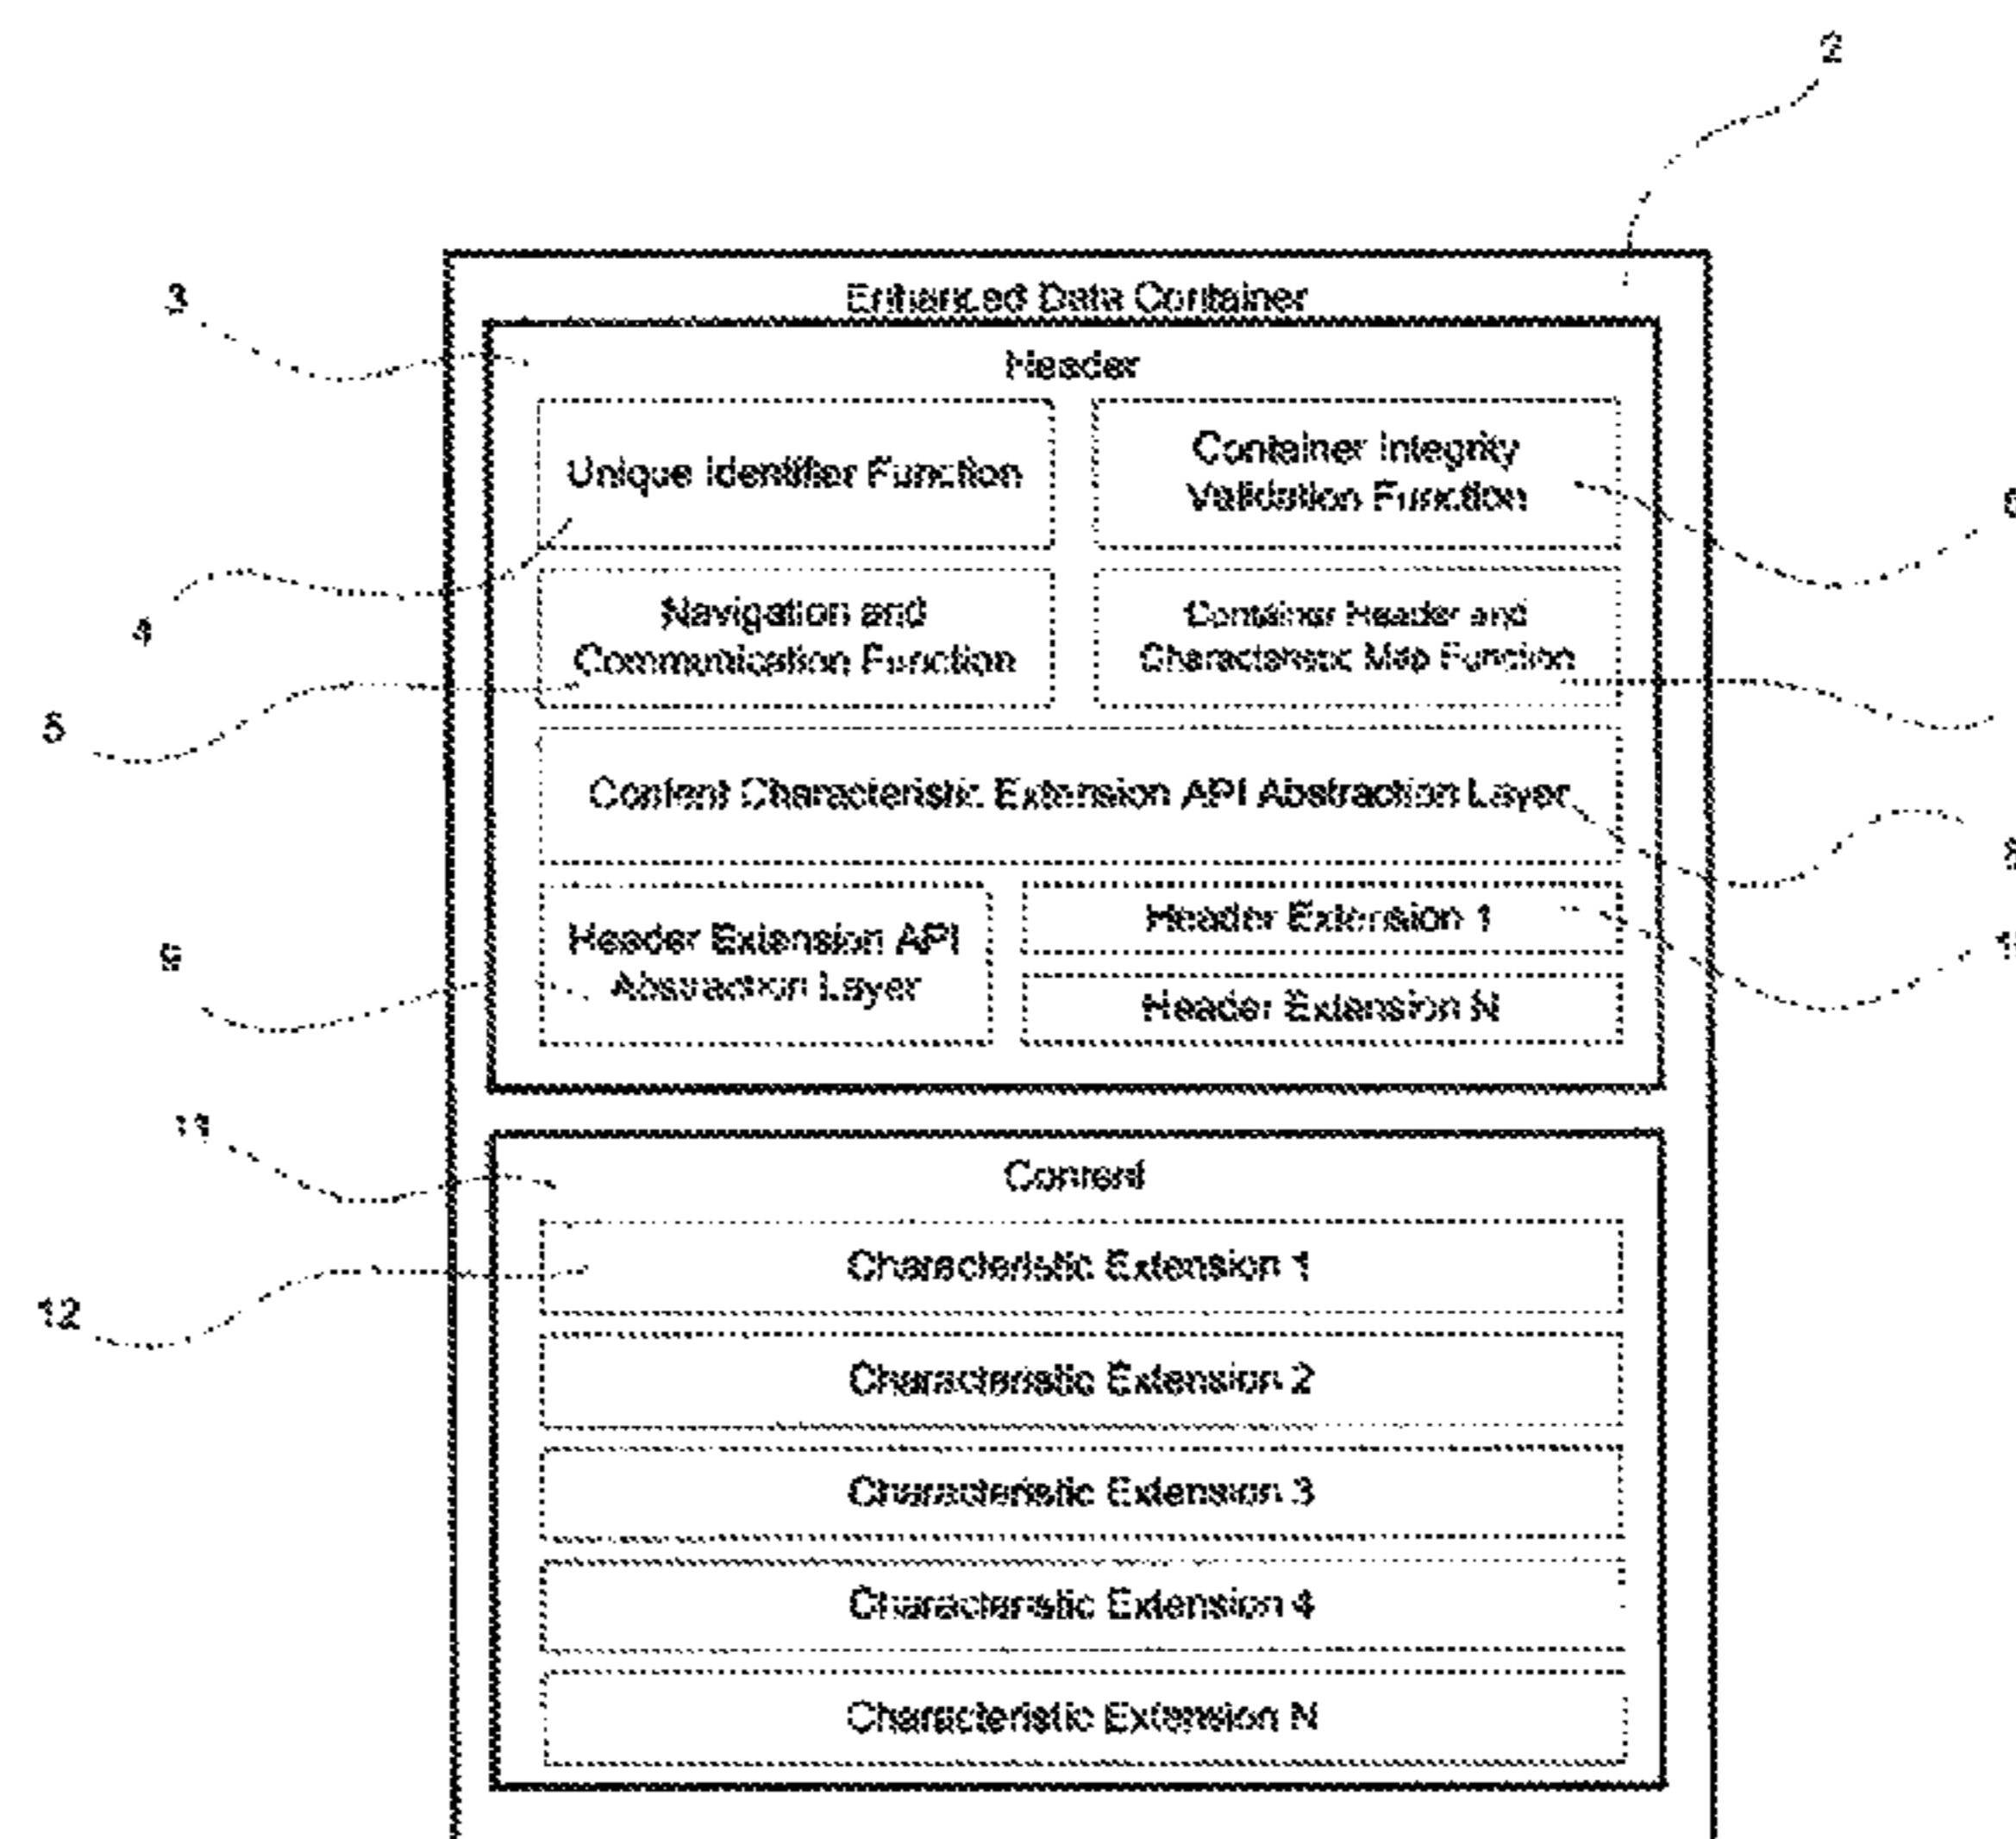 2
Enhanced Data Container
3
Header
Unique Identifier Function
Container Integrity
Validation Function
4
Navigation and
Communication Function
Container Header and
Characteristic Map Function
5
Content Characteristic Extension API Abstraction Layer
9
Header Extension API
Abstraction Layer
Header Extension 1
Header Extension N
11
Content
Characteristic Extension 1
12
Characteristic Extension 2
Characteristic Extension 3
Characteristic Extension 4
Characteristic Extension N